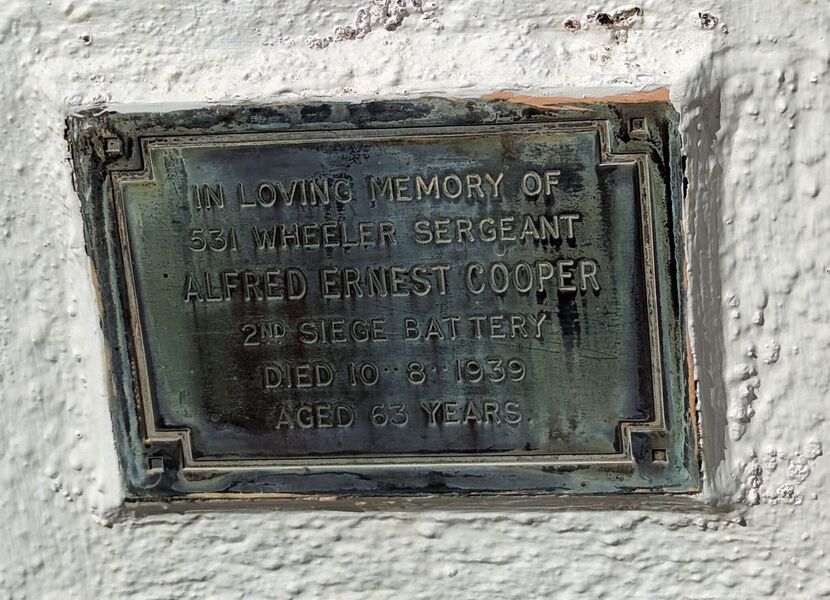 IN LOVING MEMORY OF
531 WHEELER SERGEANT
ALFRED ERNEST COOPER
2ND SIEGE BATTERY
DIED 10··8··1939
AGED 63 YEARS.